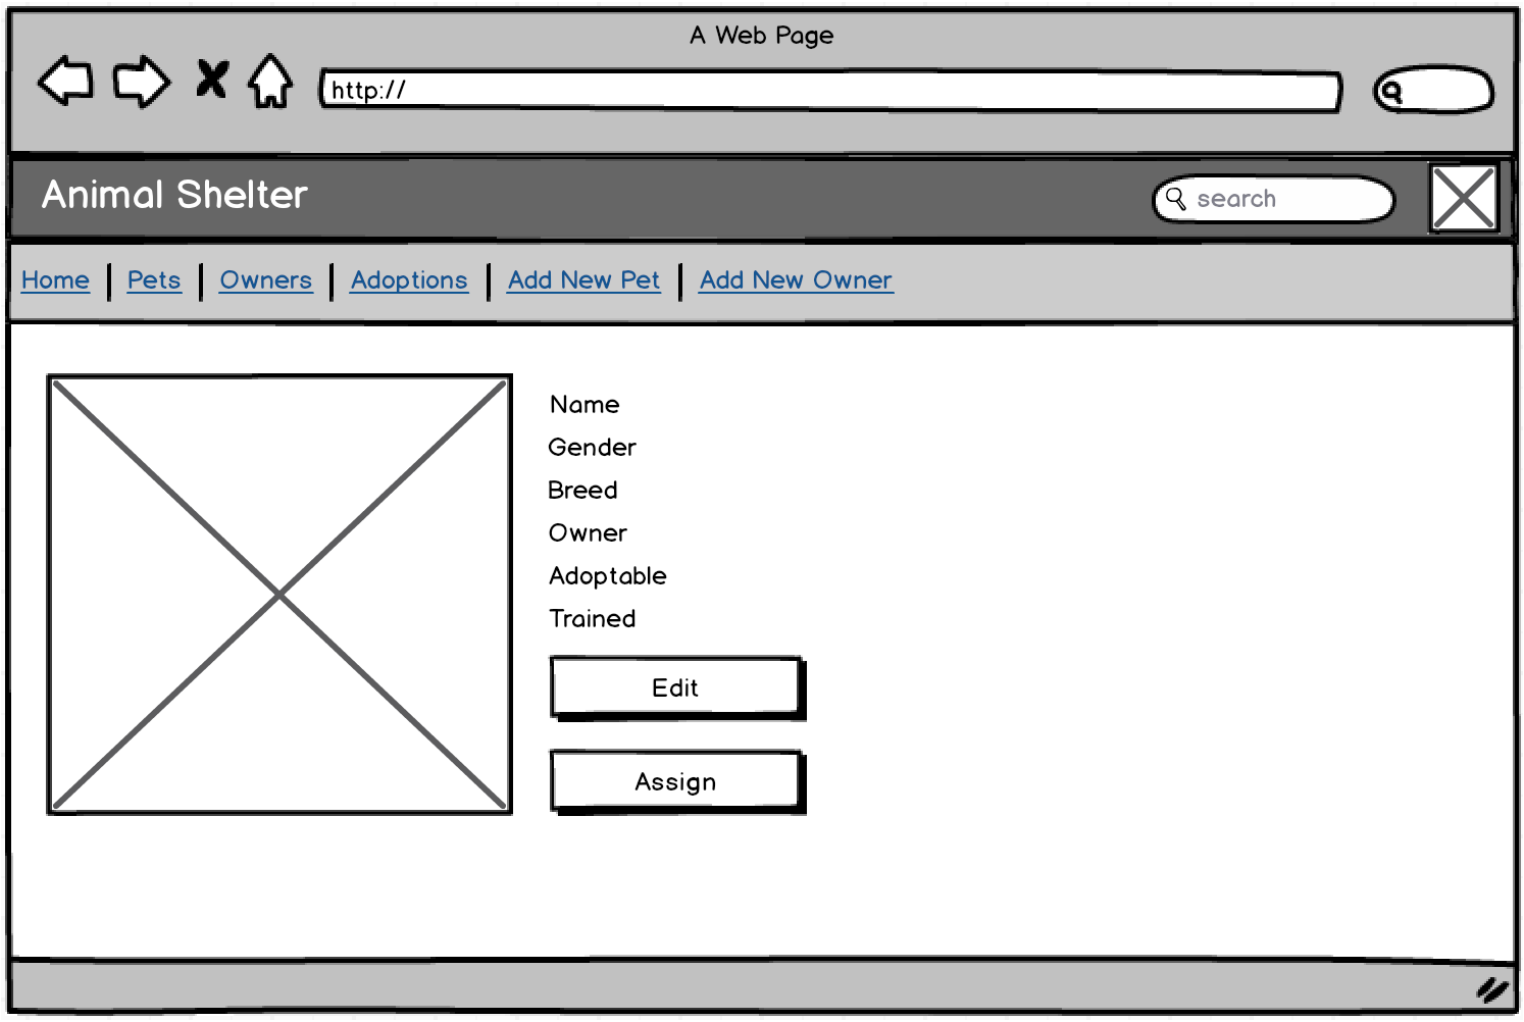 A Web Page
http://
Animal Shelter
search
Home | Pets | Owners | Adoptions | Add New Pet | Add New Owner
Name
Gender
Breed
Owner
Adoptable
Trained
Edit
Assign